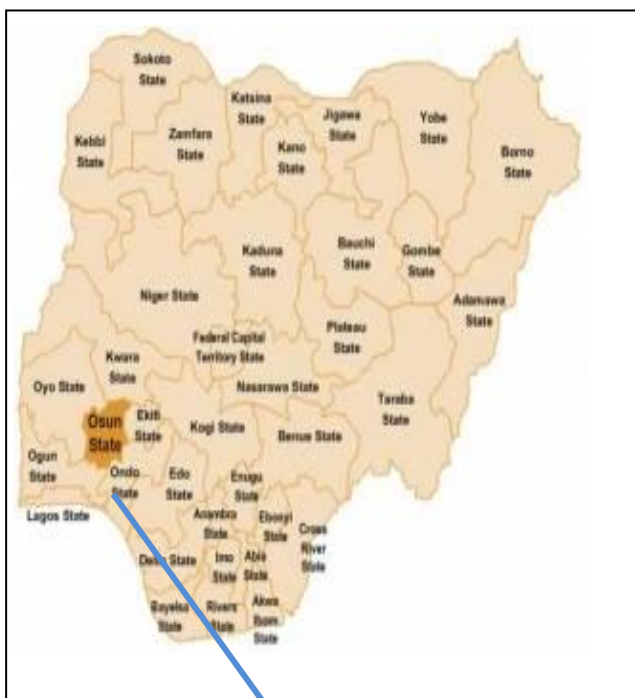 Sokoto
State
Katsina
State
Jigawa
State
Yobe
State
Kebbi
State
Zamfara
State
Kano
State
Borno
State
Kaduna
State
Bauchi
State
Gombe
State
Niger State
Adamawa
State
Federal Capital
Territory State
Plateau
State
Kwara
State
Oyo State
Nasarawa State
Taraba
State
Osun
State
Ekiti
State
Kogi State
Benue State
Ogun
State
Ondo
State
Edo
State
Enugu
State
Lagos State
Anambra
State
Ebonyi
State
Cross
River
State
Delta State
Imo
State
Abia
State
Bayelsa
State
Rivers
State
Akwa
Ibom
State